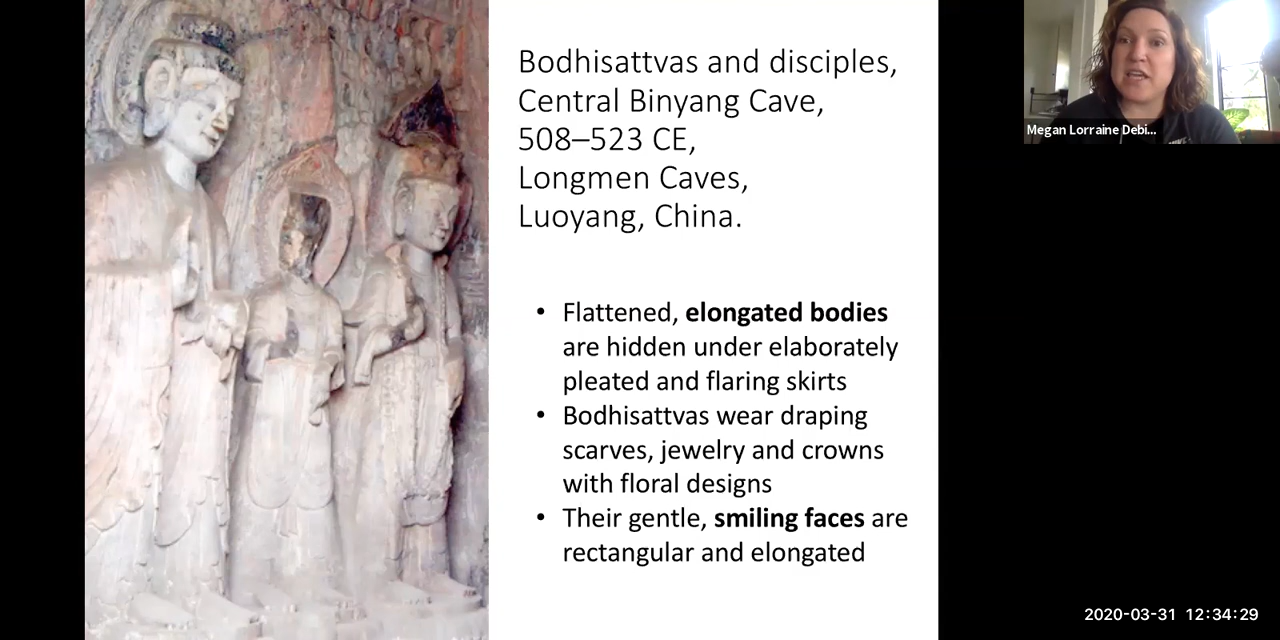 Bodhisattvas and disciples,
Central Binyang Cave,
508–523 CE,
Longmen Caves,
Luoyang, China.
• Flattened, elongated bodies
are hidden under elaborately
pleated and flaring skirts
• Bodhisattvas wear draping
scarves, jewelry and crowns
with floral designs
• Their gentle, smiling faces are
rectangular and elongated
Megan Lorraine Debi...
2020-03-31 12:34:29